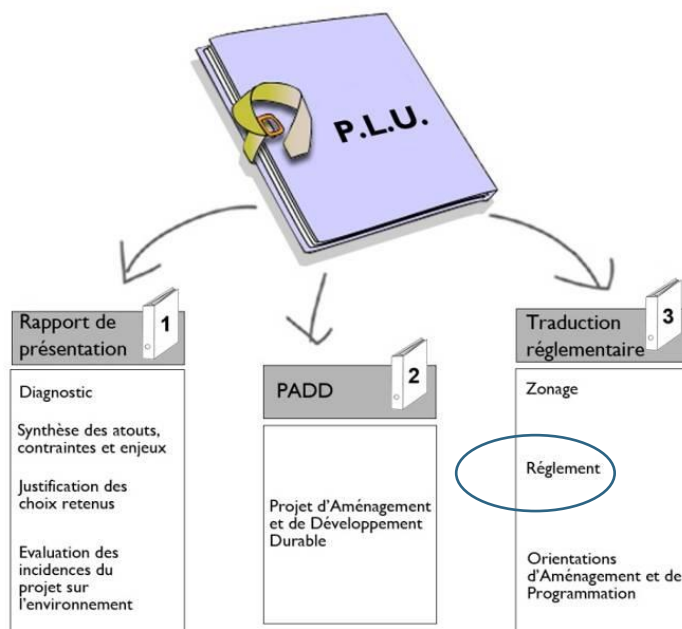 P.L.U.
Rapport de
présentation
1
Diagnostic
Synthèse des atouts,
contraintes et enjeux
Justification des
choix retenus
Evaluation des
incidences du
projet sur
l'environnement
PADD
2
Projet d'Aménagement
et de Développement
Durable
Traduction
réglementaire
3
Zonage
Réglement
Orientations
d'Aménagement et de
Programmation